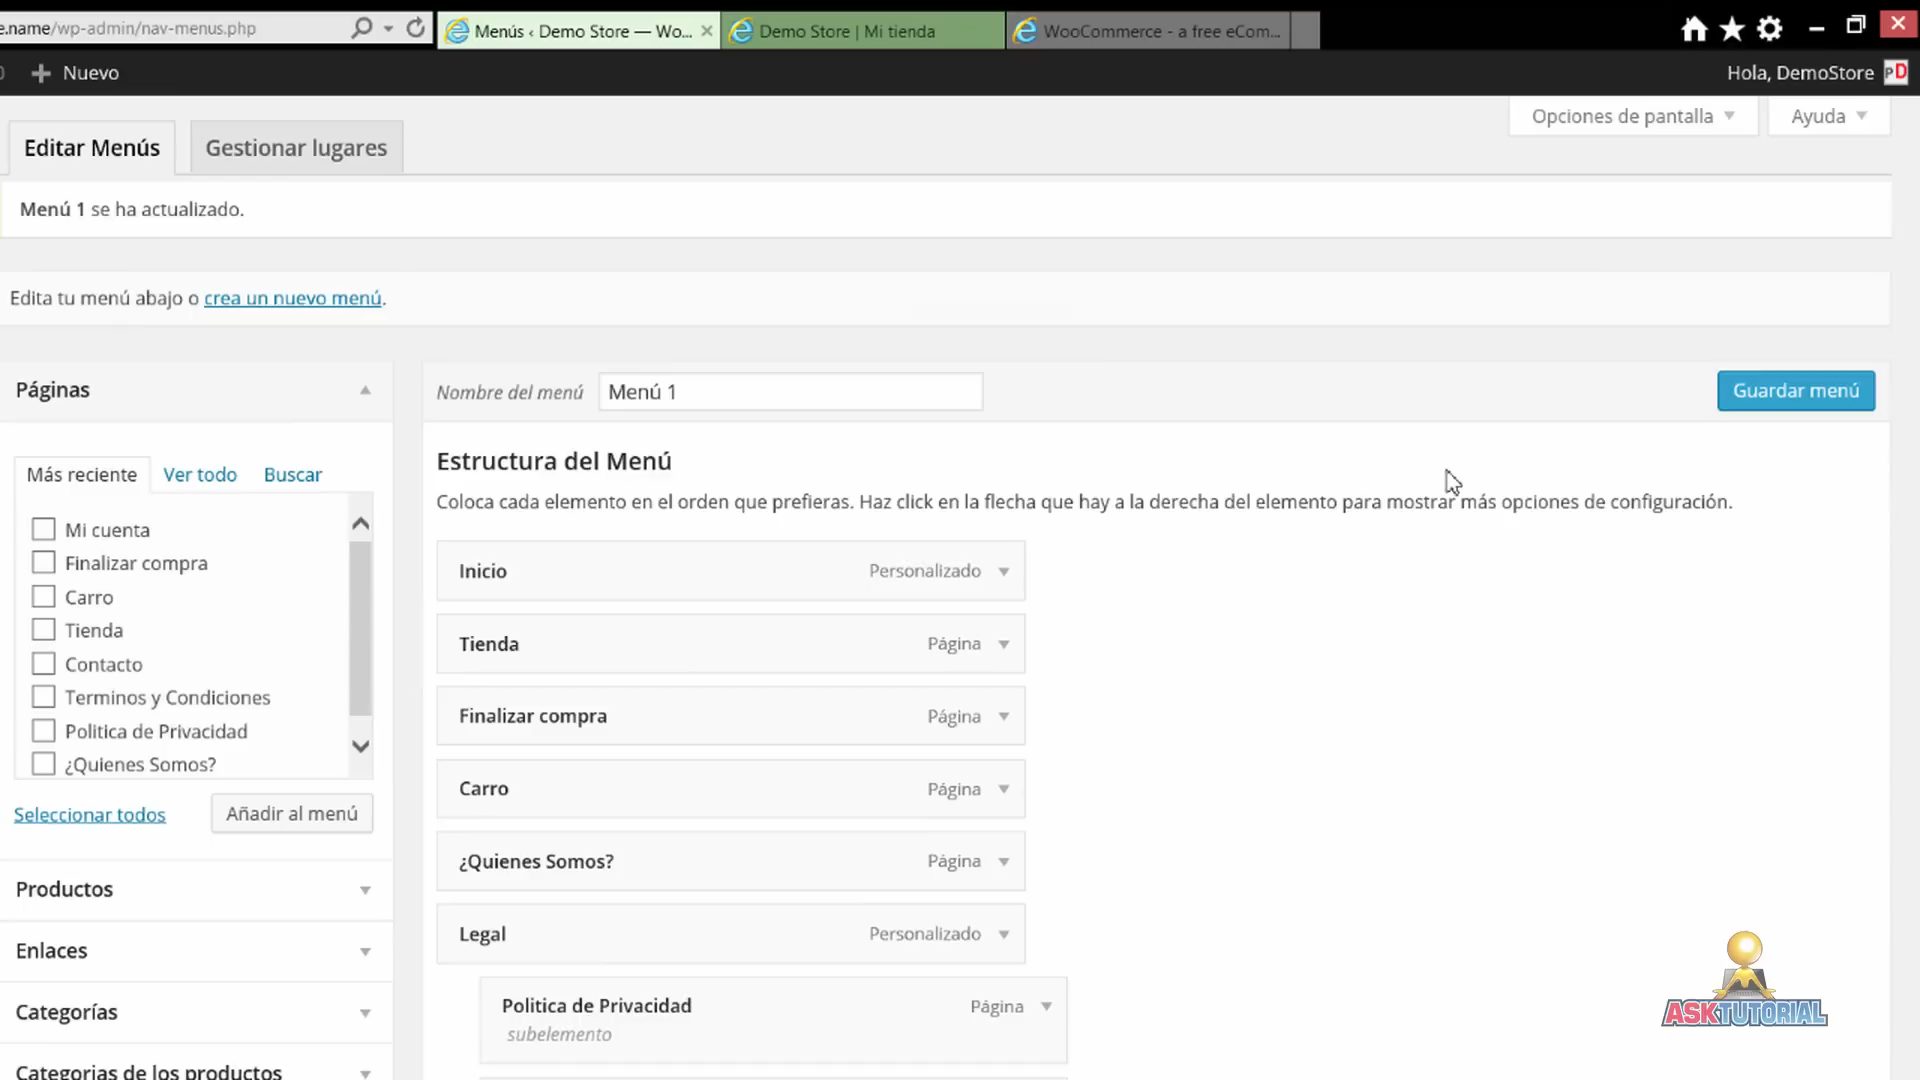 e.name/wp-admin/nav-menus.php
Menús ‹ Demo Store — Wo...
Demo Store | Mi tienda
WooCommerce - a free eCom...
Nuevo
Hola, DemoStore
PD
Opciones de pantalla
Ayuda
Editar Menús
Gestionar lugares
Menú 1 se ha actualizado.
Edita tu menú abajo o crea un nuevo menú.
Páginas
Nombre del menú
Menú 1
Guardar menú
Más reciente
Ver todo
Buscar
Mi cuenta
Finalizar compra
Carro
Tienda
Contacto
Terminos y Condiciones
Politica de Privacidad
¿Quienes Somos?
Seleccionar todos
Añadir al menú
Productos
Enlaces
Categorías
Categorias de los productos
Estructura del Menú
Coloca cada elemento en el orden que prefieras. Haz click en la flecha que hay a la derecha del elemento para mostrar más opciones de configuración.
Inicio Personalizado
Tienda Página
Finalizar compra Página
Carro Página
¿Quienes Somos? Página
Legal Personalizado
Politica de Privacidad Página
subelemento
ASKTUTORIAL